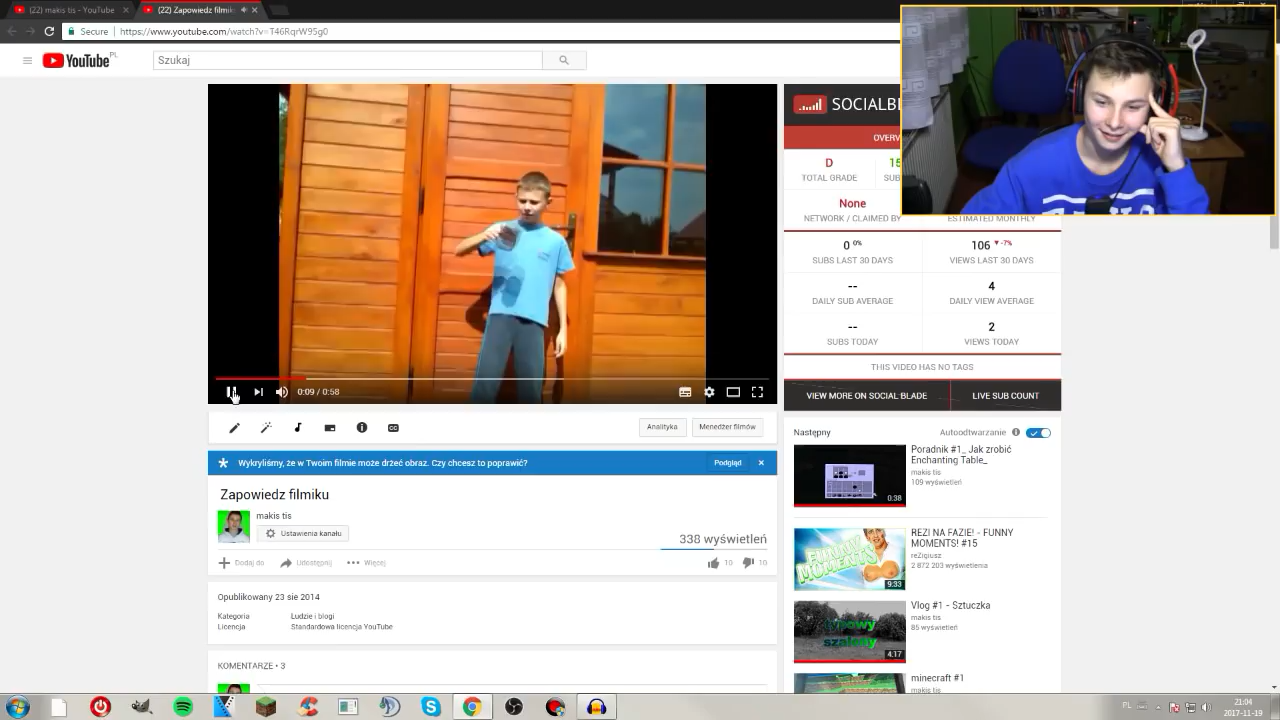 (22) makis tis - YouTube
(22) Zapowiedz filmik
Secure | https://www.youtube.com/watch?v=T46RqrW95g0
YouTube PL
Szukaj
SOCIALBL
OVERV
D
15
TOTAL GRADE
SUB
None
NETWORK / CLAIMED BY
ESTIMATED MONTHLY
0 0%
106 ▼ -7%
SUBS LAST 30 DAYS
VIEWS LAST 30 DAYS
--
4
DAILY SUB AVERAGE
DAILY VIEW AVERAGE
--
2
SUBS TODAY
VIEWS TODAY
THIS VIDEO HAS NO TAGS
VIEW MORE ON SOCIAL BLADE
LIVE SUB COUNT
0:09 / 0:58
Analityka
Menedżer filmów
Wykryliśmy, że w Twoim filmie może drżeć obraz. Czy chcesz to poprawić?
Podgląd
Zapowiedz filmiku
makis tis
Ustawienia kanału
338 wyświetleń
Dodaj do
Udostępnij
Więcej
10
10
Opublikowany 23 sie 2014
Kategoria Ludzie i blogi
Licencja Standardowa licencja YouTube
KOMENTARZE • 3
Następny
Autoodtwarzanie
Poradnik #1_ Jak zrobić
Enchanting Table_
makis tis
109 wyświetleń
0:38
REZI NA FAZIE! - FUNNY
MOMENTS! #15
reZigiusz
2 872 203 wyświetlenia
FUNNY
MOMENTS
9:33
Vlog #1 - Sztuczka
makis tis
85 wyświetleń
szalony
4:17
minecraft #1
makis tis
PL
21:04
2017-11-19